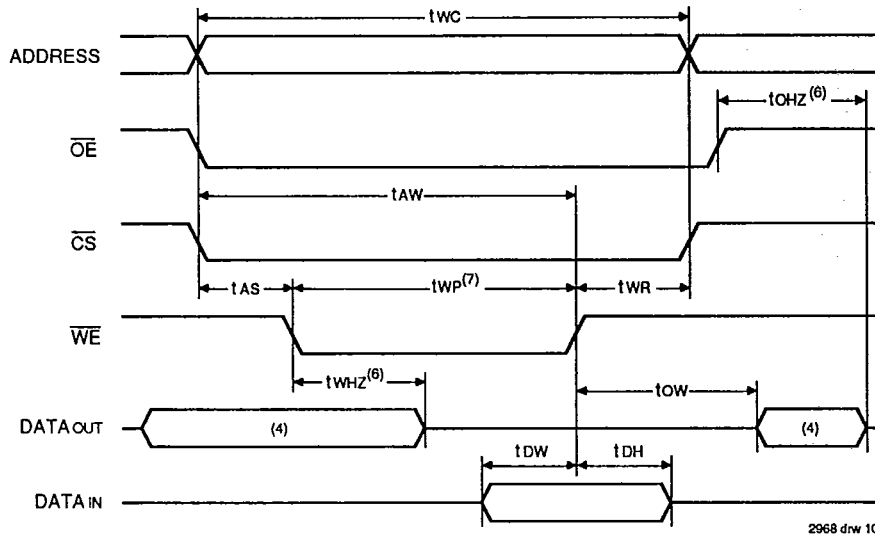 tWC
ADDRESS
tOHZ(6)
OE
tAW
CS
tAS
tWP(7)
tWR
WE
tWHZ(6)
tOW
DATAOUT
(4)
(4)
tDW
tDH
DATAIN
2968 drw 10